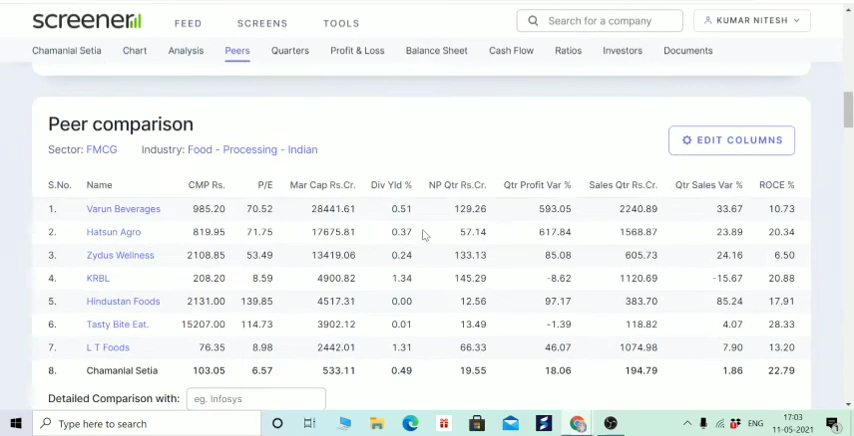 screener
FEED SCREENS TOOLS
Search for a company
KUMAR NITESH
Chamanlal Setia Chart Analysis Peers Quarters Profit & Loss Balance Sheet Cash Flow Ratios Investors Documents
Peer comparison
Sector: FMCG Industry: Food - Processing - Indian
EDIT COLUMNS
S.No. Name CMP Rs. P/E Mar Cap Rs.Cr. Div Yld % NP Qtr Rs.Cr. Qtr Profit Var % Sales Qtr Rs.Cr. Qtr Sales Var % ROCE %
1. Varun Beverages 985.20 70.52 28441.61 0.51 129.26 593.05 2240.89 33.67 10.73
2. Hatsun Agro 819.95 71.75 17675.81 0.37 57.14 617.84 1568.87 23.89 20.34
3. Zydus Wellness 2108.85 53.49 13419.06 0.24 133.13 85.08 605.73 24.16 6.50
4. KRBL 208.20 8.59 4900.82 1.34 145.29 -8.62 1120.69 -15.67 20.88
5. Hindustan Foods 2131.00 139.85 4517.31 0.00 12.56 97.17 383.70 85.24 17.91
6. Tasty Bite Eat. 15207.00 114.73 3902.12 0.01 13.49 -1.39 118.82 4.07 28.33
7. L T Foods 76.35 8.98 2442.01 1.31 66.33 46.07 1074.98 7.90 13.20
8. Chamanlal Setia 103.05 6.57 533.11 0.49 19.55 18.06 194.79 1.86 22.79
Detailed Comparison with: eg. Infosys
Type here to search
ENG
17:03
11-05-2021
1